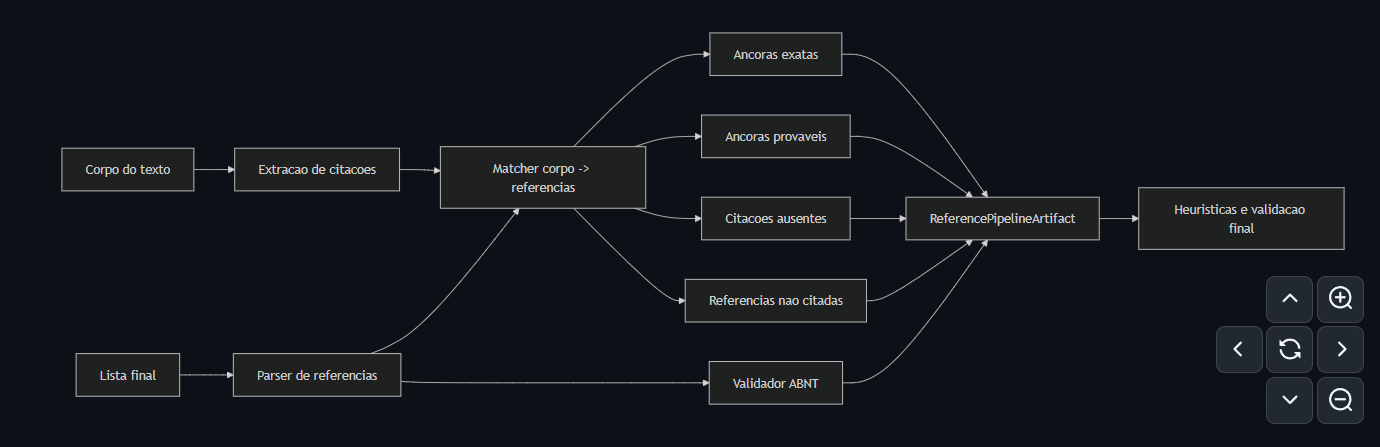 Corpo do texto
Extracao de citacoes
Matcher corpo ->
referencias
Ancoras exatas
Ancoras provaveis
Citacoes ausentes
Referencias nao citadas
Lista final
Parser de referencias
Validador ABNT
ReferencePipelineArtifact
Heuristicas e validacao
final